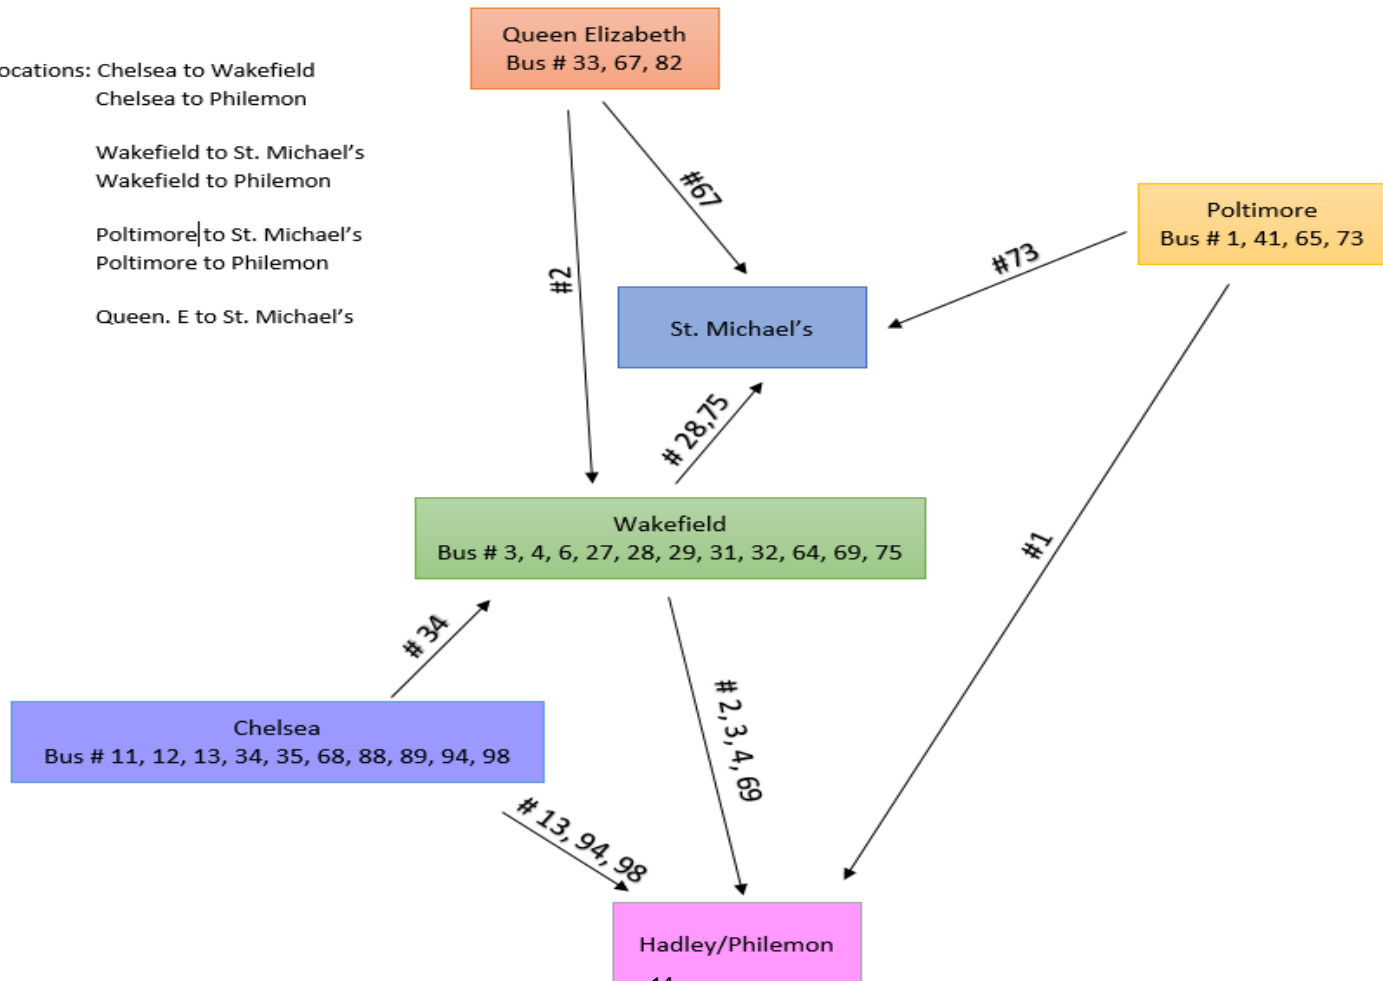 Queen Elizabeth
Bus # 33, 67, 82
ocations: Chelsea to Wakefield
Chelsea to Philemon
Wakefield to St. Michael’s
Wakefield to Philemon
Poltimore to St. Michael’s
Poltimore to Philemon
Queen. E to St. Michael’s
#67
Poltimore
Bus # 1, 41, 65, 73
#73
#2
St. Michael’s
# 28,75
Wakefield
Bus # 3, 4, 6, 27, 28, 29, 31, 32, 64, 69, 75
#1
# 34
# 2, 3, 4, 69
Chelsea
Bus # 11, 12, 13, 34, 35, 68, 88, 89, 94, 98
# 13, 94, 98
Hadley/Philemon